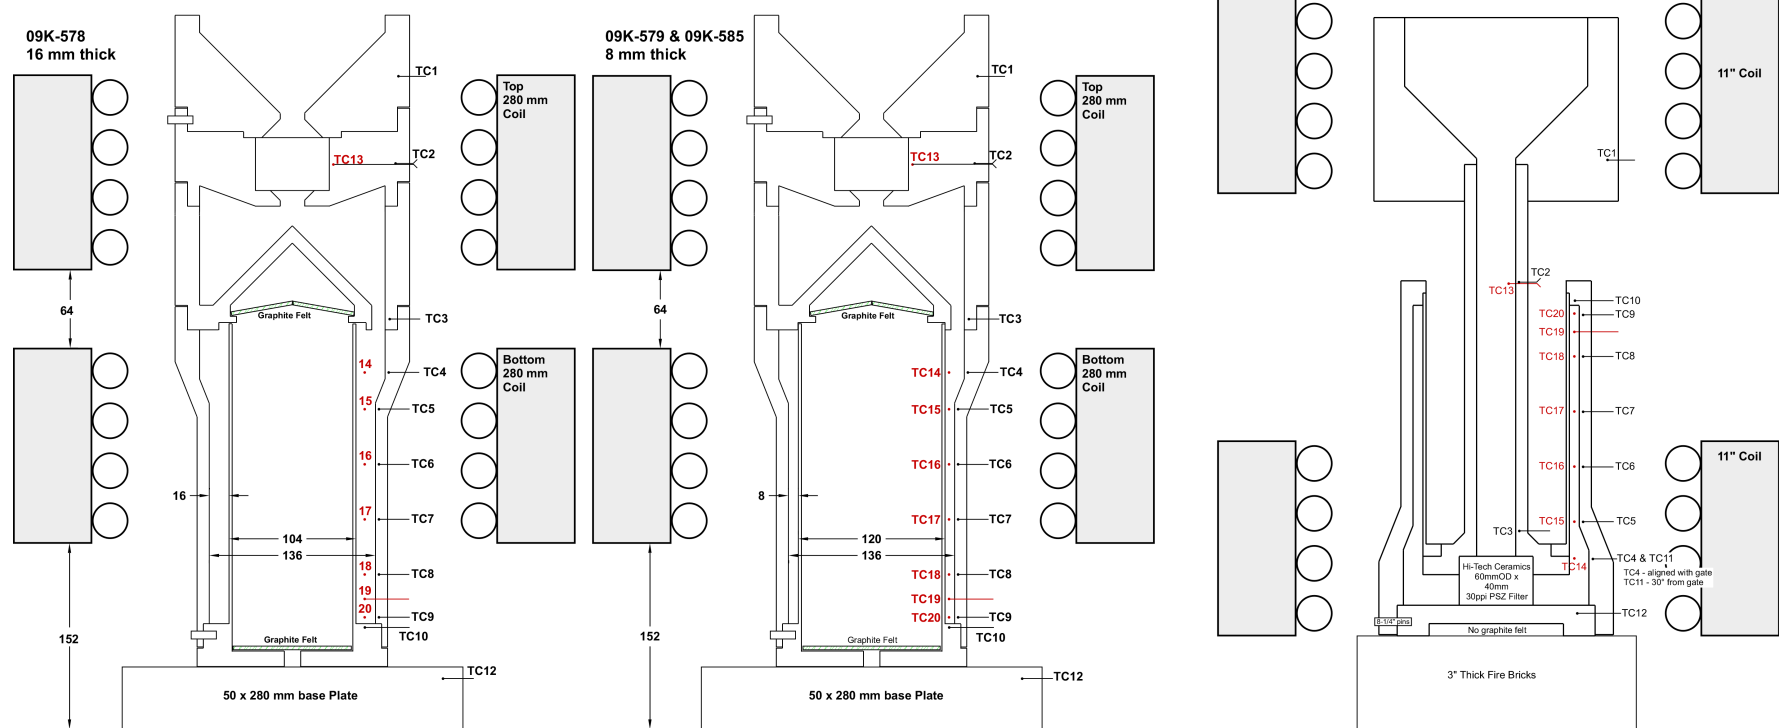 09K-578
16 mm thick
TC1
Top
280 mm
Coil
TC13
TC2
64
Graphite Felt
TC3
Bottom
280 mm
Coil
14
TC4
15
TC5
16
TC6
16
17
TC7
104
136
18
TC8
19
20
TC9
TC10
Graphite Felt
152
TC12
50 x 280 mm base Plate
09K-579 & 09K-585
8 mm thick
TC1
Top
280 mm
Coil
TC13
TC2
64
Graphite Felt
TC3
Bottom
280 mm
Coil
TC14
TC4
TC15
TC5
TC16
TC6
8
TC17
TC7
120
136
TC18
TC8
TC19
TC20
TC9
TC10
Graphite Felt
152
TC12
50 x 280 mm base Plate
11" Coil
TC1
TC2
TC13
TC10
TC20
TC9
TC19
TC18
TC8
TC17
TC7
11" Coil
TC16
TC6
TC15
TC5
TC3
TC4 & TC11
TC14
TC4 - aligned with gate
TC11 - 30° from gate
Hi-Tech Ceramics
60mmOD x
40mm
30ppi PSZ Filter
TC12
8-1/4" pins
No graphite felt
3" Thick Fire Bricks